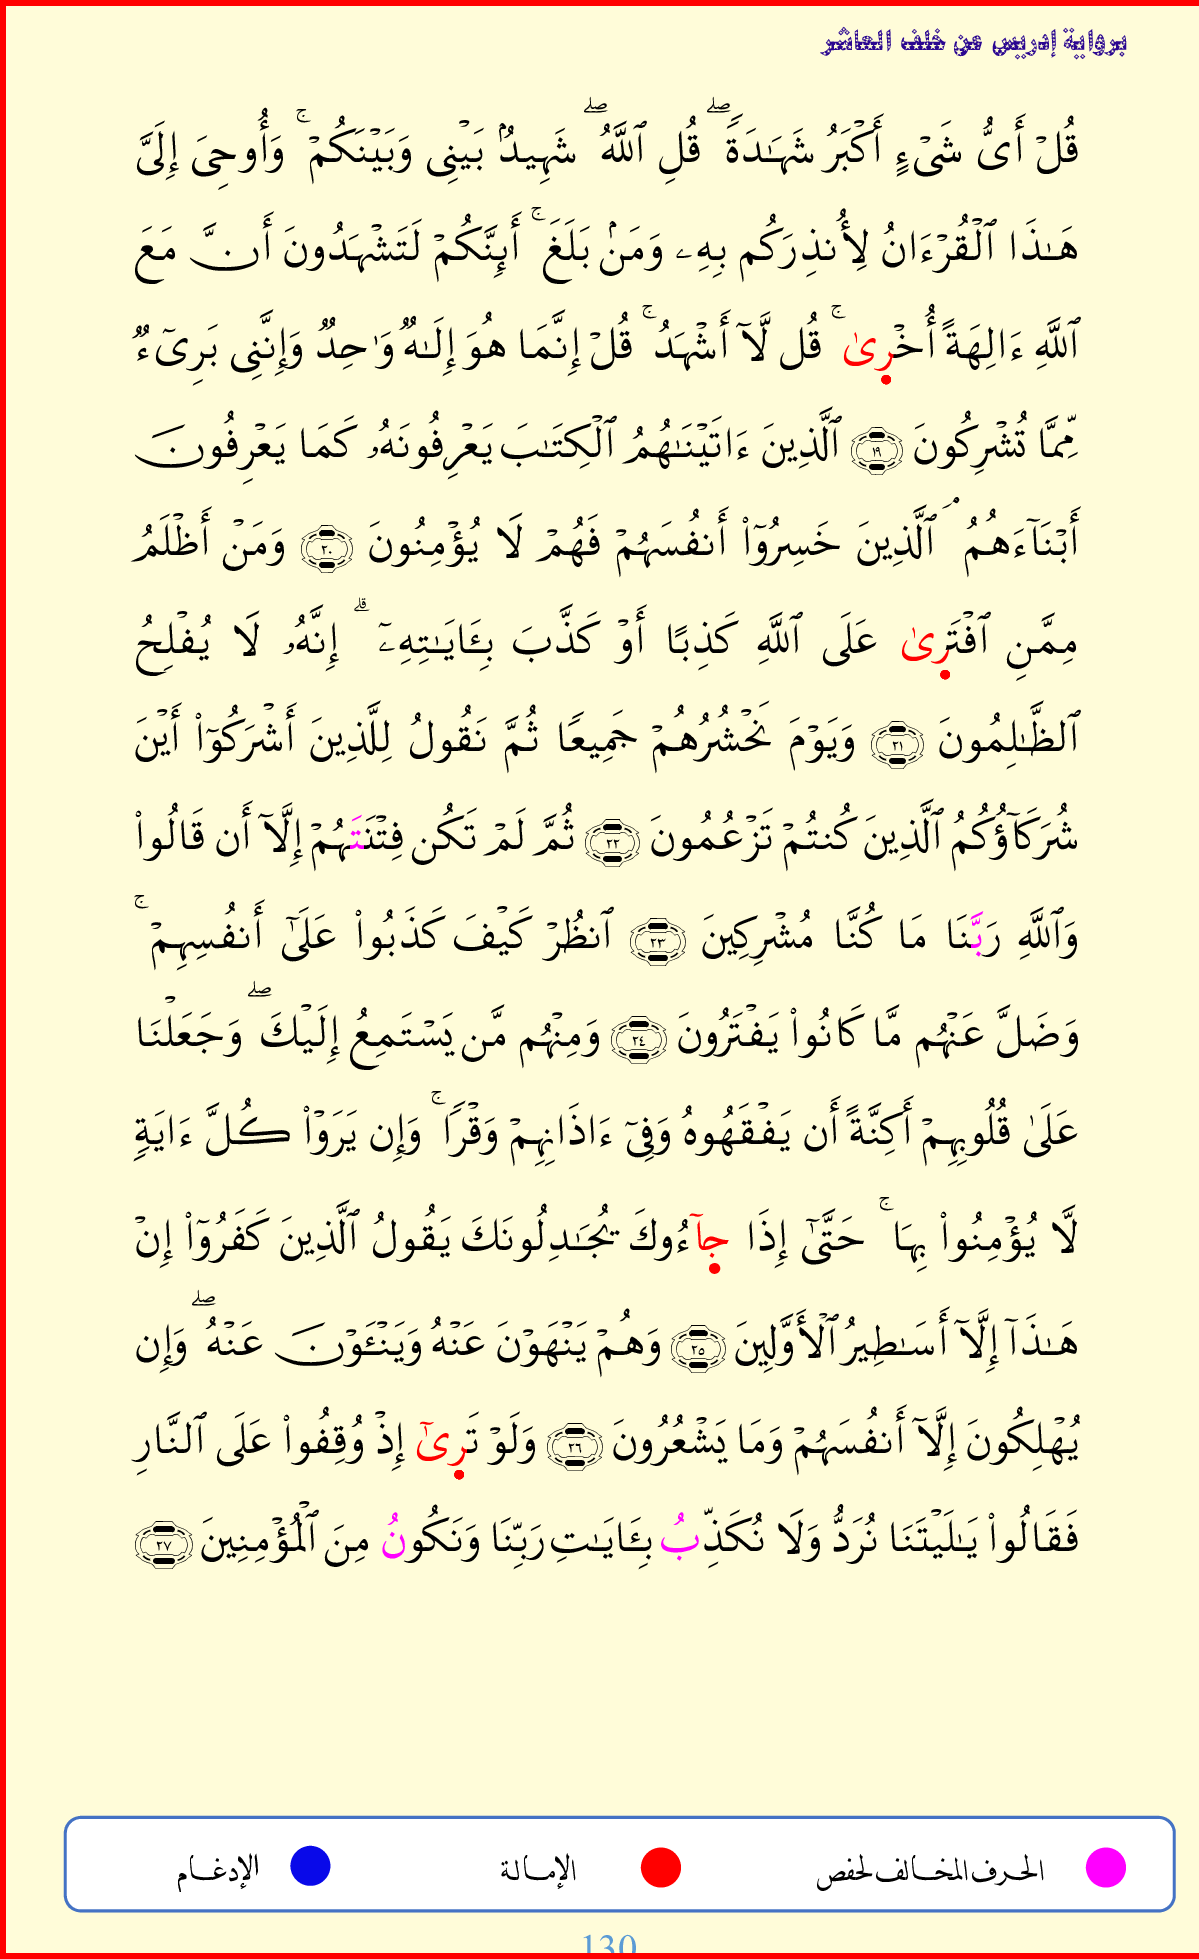 برواية إدريس عن خلف العاشر
قُلۡ أَىُّ شَىۡءٍ أَكۡبَرُ شَهَـٰدَةًۖ قُلِ ٱللَّهُۖ شَهِيدُۢ بَيۡنِى وَبَيۡنَكُمۡۚ وَأُوحِىَ إِلَىَّ
هَـٰذَا ٱلۡقُرۡءَانُ لِأُنذِرَكُم بِهِۦ وَمَنۢ بَلَغَۚ أَئِنَّكُمۡ لَتَشۡهَدُونَ أَنَّ مَعَ
ٱللَّهِ ءَالِهَةً أُخۡرِىٰۚ قُل لَّآ أَشۡهَدُۚ قُلۡ إِنَّمَا هُوَ إِلَـٰهٌ وَٰحِدٌ وَإِنَّنِى بَرِىٓءٌ
مِّمَّا تُشۡرِكُونَ ١٩ ٱلَّذِينَ ءَاتَيۡنَـٰهُمُ ٱلۡكِتَـٰبَ يَعۡرِفُونَهُۥ كَمَا يَعۡرِفُونَ
أَبۡنَآءَهُمُۘ ٱلَّذِينَ خَسِرُوٓا۟ أَنفُسَهُمۡ فَهُمۡ لَا يُؤۡمِنُونَ ٢٠ وَمَنۡ أَظۡلَمُ
مِمَّنِ ٱفۡتَرِىٰ عَلَى ٱللَّهِ كَذِبًا أَوۡ كَذَّبَ بِـَٔايَـٰتِهِۦٓۗ إِنَّهُۥ لَا يُفۡلِحُ
ٱلظَّـٰلِمُونَ ٢١ وَيَوۡمَ نَحۡشُرُهُمۡ جَمِيعًا ثُمَّ نَقُولُ لِلَّذِينَ أَشۡرَكُوٓا۟ أَيۡنَ
شُرَكَآؤُكُمُ ٱلَّذِينَ كُنتُمۡ تَزۡعُمُونَ ٢٢ ثُمَّ لَمۡ تَكُن فِتۡنَتَهُمۡ إِلَّآ أَن قَالُوا۟
وَٱللَّهِ رَبَّنَا مَا كُنَّا مُشۡرِكِينَ ٢٣ ٱنظُرۡ كَيۡفَ كَذَبُوا۟ عَلَىٰٓ أَنفُسِهِمۡۚ
وَضَلَّ عَنۡهُم مَّا كَانُوا۟ يَفۡتَرُونَ ٢٤ وَمِنۡهُم مَّن يَسۡتَمِعُ إِلَيۡكَۖ وَجَعَلۡنَا
عَلَىٰ قُلُوبِهِمۡ أَكِنَّةً أَن يَفۡقَهُوهُ وَفِىٓ ءَاذَانِهِمۡ وَقۡرًاۚ وَإِن يَرَوۡا۟ كُلَّ ءَايَةٍ
لَّا يُؤۡمِنُوا۟ بِهَاۚ حَتَّىٰٓ إِذَا جِآءُوكَ يُجَـٰدِلُونَكَ يَقُولُ ٱلَّذِينَ كَفَرُوٓا۟ إِنۡ
هَـٰذَآ إِلَّآ أَسَـٰطِيرُ ٱلۡأَوَّلِينَ ٢٥ وَهُمۡ يَنۡهَوۡنَ عَنۡهُ وَيَنۡـَٔوۡنَ عَنۡهُۖ وَإِن
يُهۡلِكُونَ إِلَّآ أَنفُسَهُمۡ وَمَا يَشۡعُرُونَ ٢٦ وَلَوۡ تَرِىٰٓ إِذۡ وُقِفُوا۟ عَلَى ٱلنَّارِ
فَقَالُوا۟ يَـٰلَيۡتَنَا نُرَدُّ وَلَا نُكَذِّبُ بِـَٔايَـٰتِ رَبِّنَا وَنَكُونُ مِنَ ٱلۡمُؤۡمِنِينَ ٢٧
الحرف المخالف لحفص الإمالة الإدغام
130